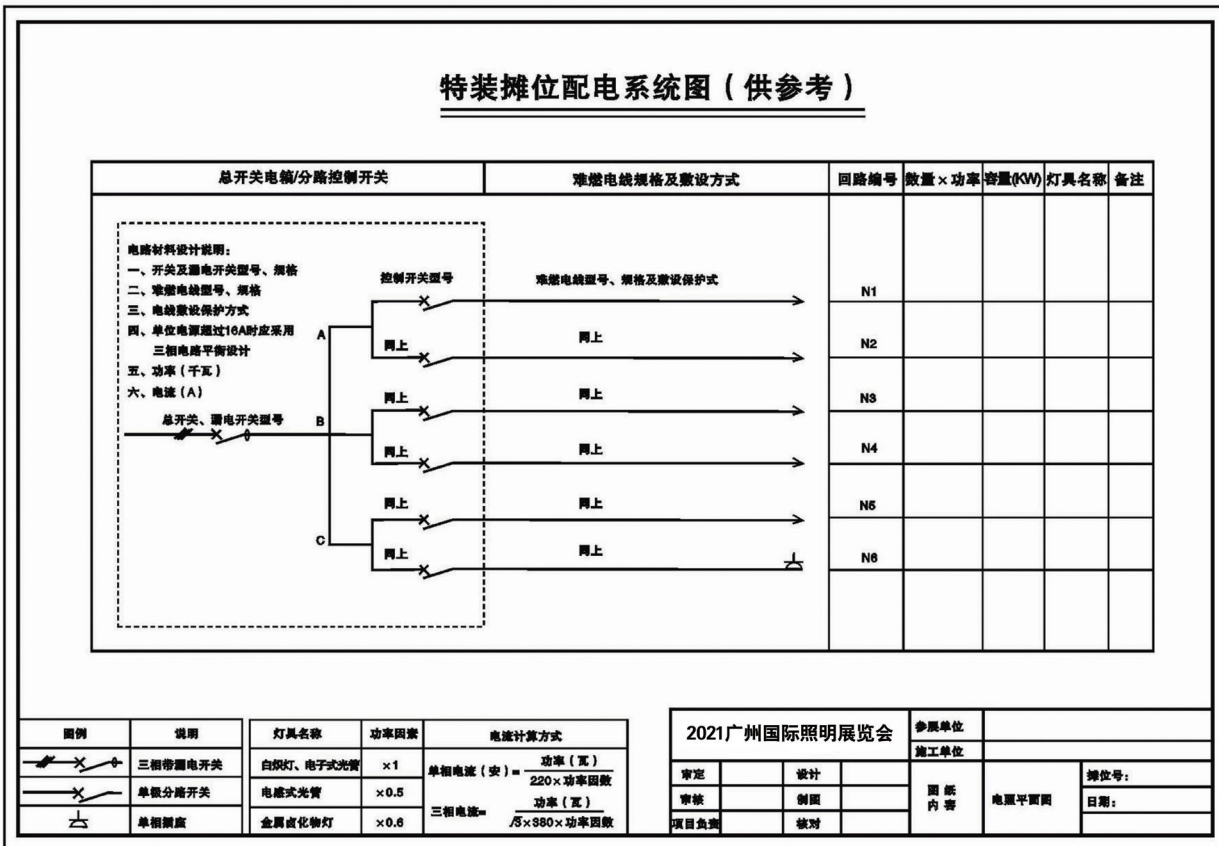 特装摊位配电系统图（供参考）
总开关电箱/分路控制开关 难燃电线规格及敷设方式 回路编号 数量×功率 容量(KW) 灯具名称 备注
电路材料设计说明：
一、开关及漏电开关型号、规格
二、难燃电线型号、规格
三、电线敷设保护方式
四、单位电源超过16A时应采用
三相电路平衡设计
五、功率（千瓦）
六、电流（A）
总开关、漏电开关型号
A
B
C
控制开关型号 难燃电线型号、规格及敷设保护式 N1
同上 同上 N2
同上 同上 N3
同上 同上 N4
同上 同上 N5
同上 同上 N6
图例 说明
三相带漏电开关
单极分路开关
单相插座
灯具名称 功率因素 电流计算方式
白炽灯、电子式光管 ×1
电感式光管 ×0.5
金属卤化物灯 ×0.6
单相电流（安）= 功率（瓦）
220×功率因数
三相电流= 功率（瓦）
√3×380×功率因数
2021广州国际照明展览会
参展单位
施工单位
审定 设计
审核 制图
项目负责 核对
图纸
内容
电照平面图
摊位号：
日期：